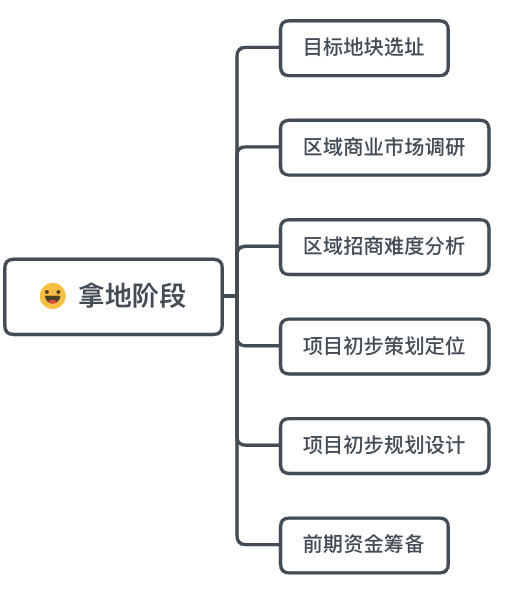 目标地块选址
区域商业市场调研
区域招商难度分析
拿地阶段
项目初步策划定位
项目初步规划设计
前期资金筹备